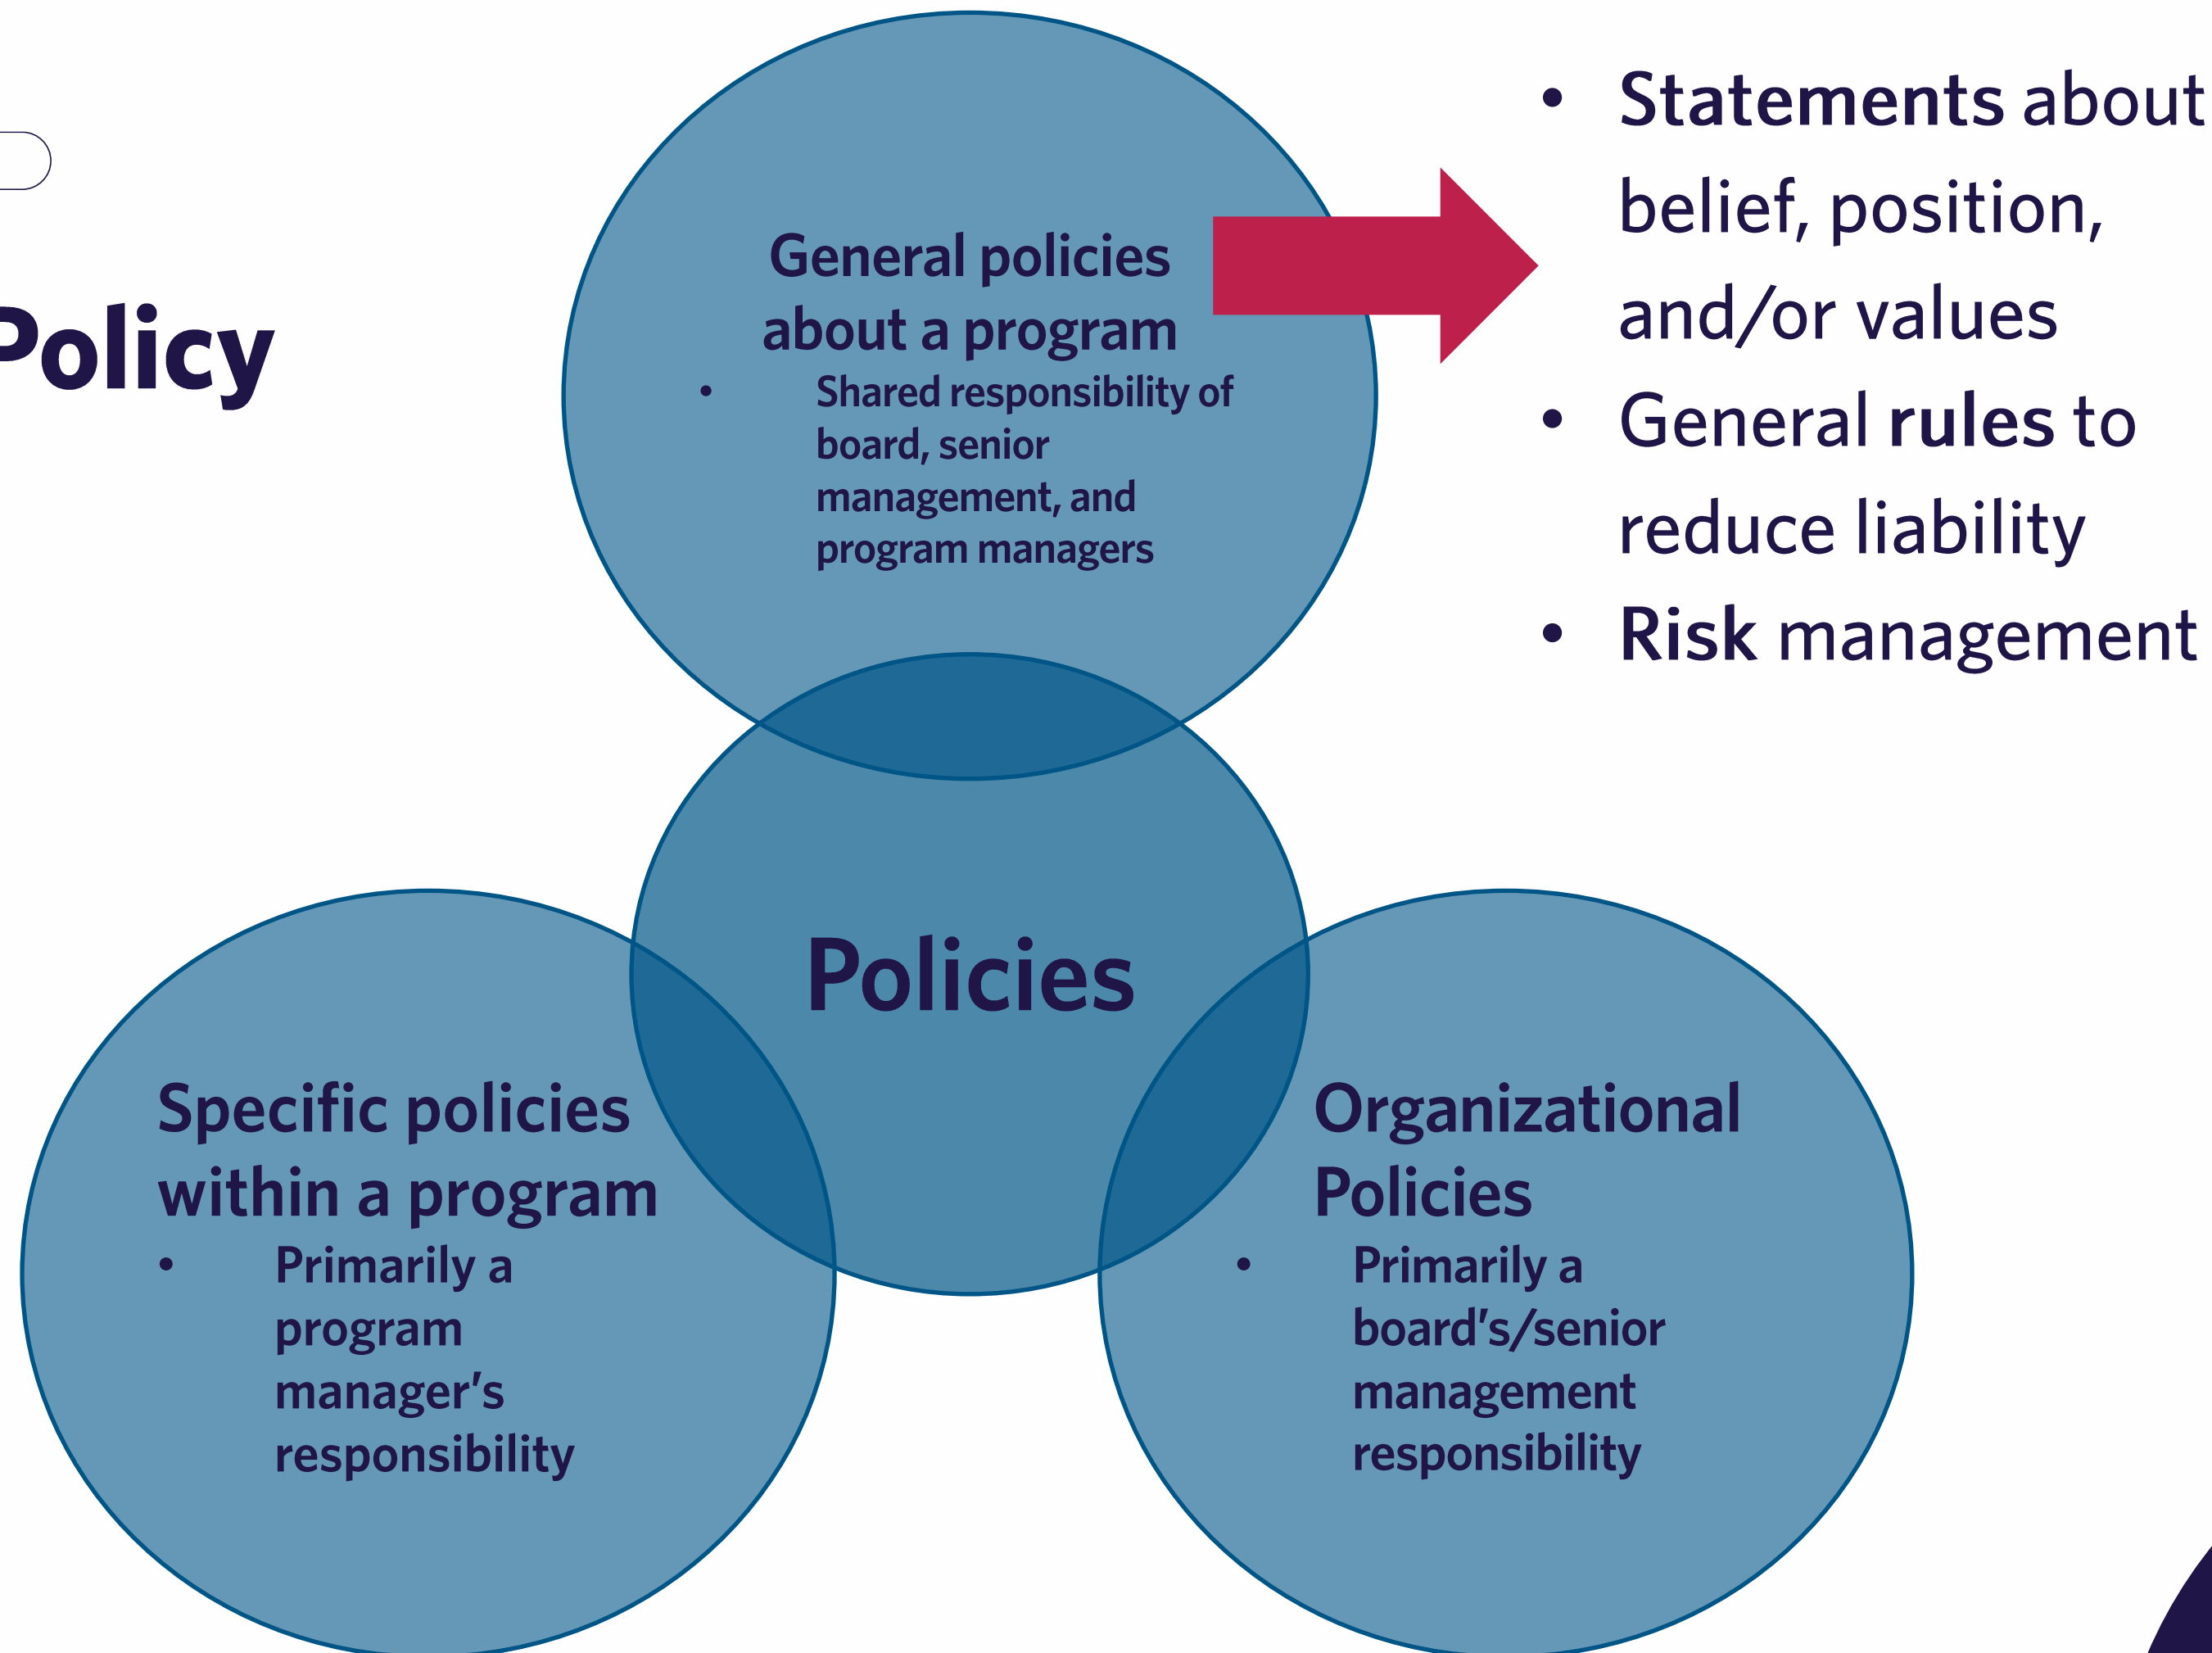 Policy
General policies
about a program
• Shared responsibility of
board, senior
management, and
program managers
• Statements about
belief, position,
and/or values
• General rules to
reduce liability
• Risk management
Policies
Specific policies
within a program
• Primarily a
program
manager's
responsibility
Organizational
Policies
• Primarily a
board's/senior
management
responsibility